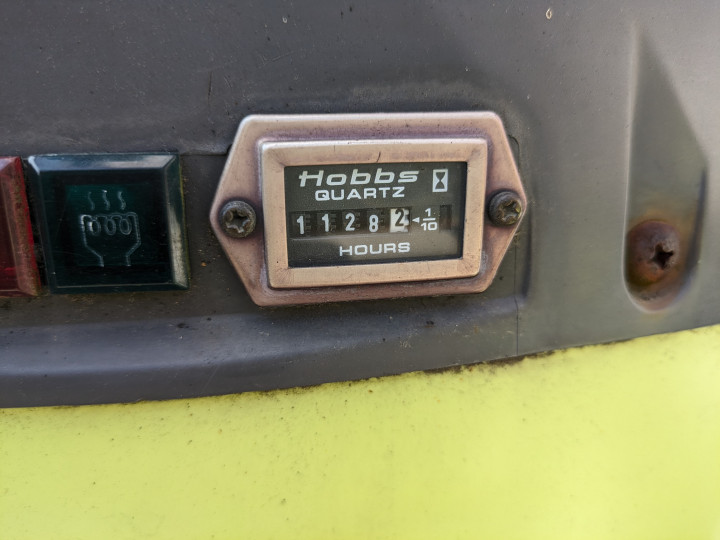 Hobbs
QUARTZ
11282 ◄ 1/10
HOURS